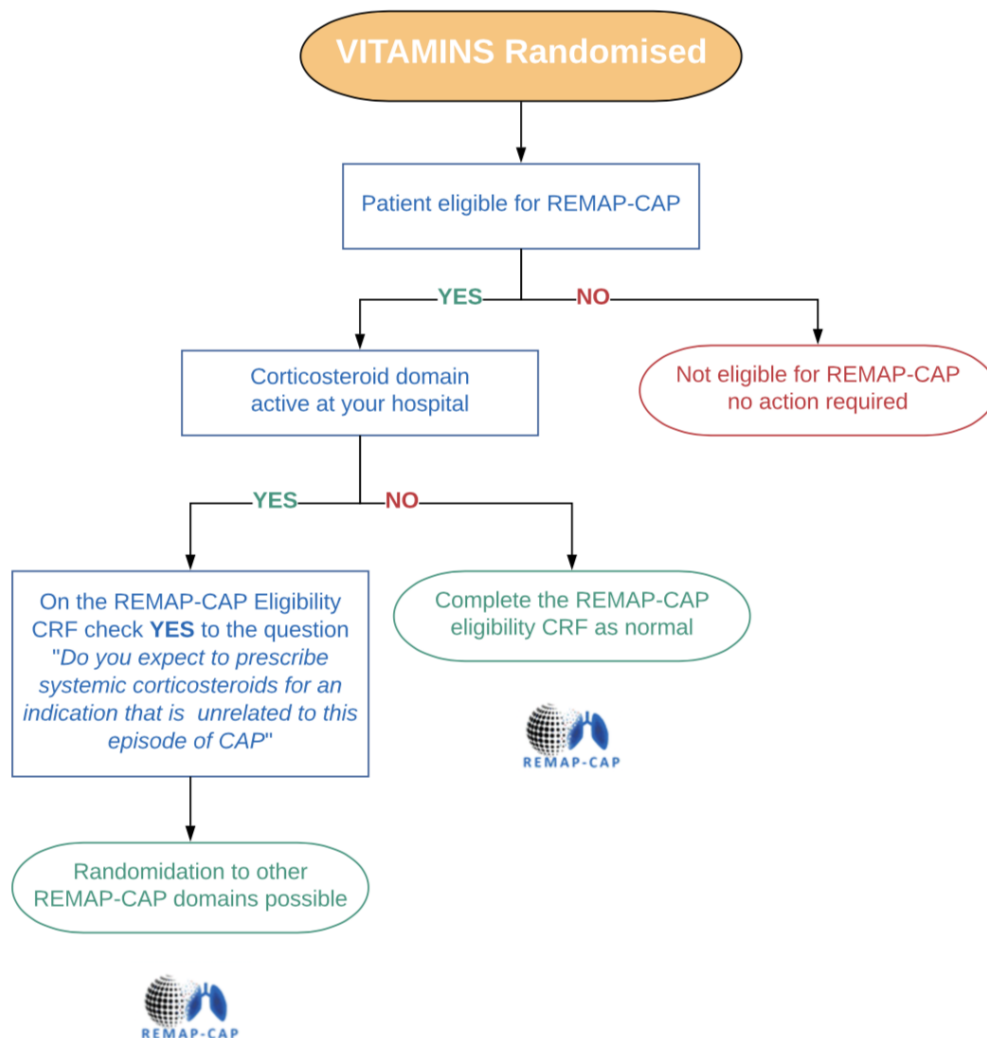 VITAMINS Randomised
Patient eligible for REMAP-CAP
YES
NO
Corticosteroid domain
active at your hospital
Not eligible for REMAP-CAP
no action required
YES
NO
On the REMAP-CAP Eligibility
CRF check YES to the question
"Do you expect to prescribe
systemic corticosteroids for an
indication that is unrelated to this
episode of CAP"
Complete the REMAP-CAP
eligibility CRF as normal
REMAP-CAP
Randomidation to other
REMAP-CAP domains possible
REMAP-CAP